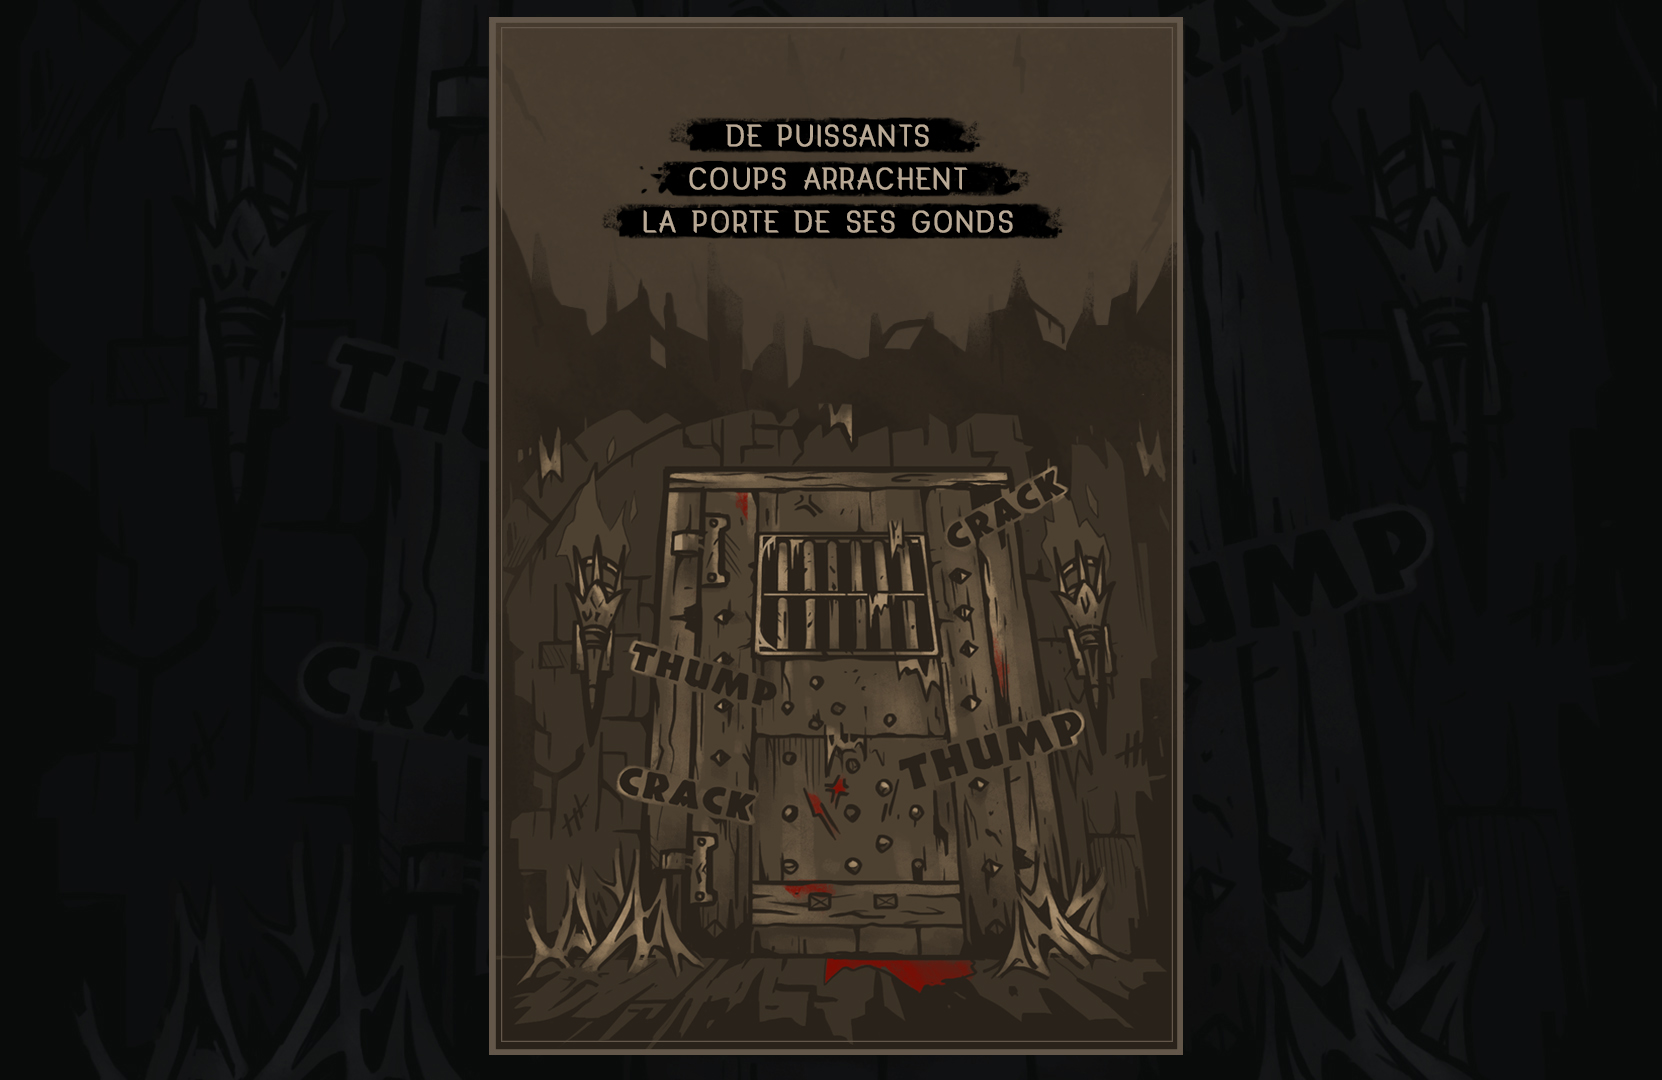 DE PUISSANTS
COUPS ARRACHENT
LA PORTE DE SES GONDS
CRACK
THUMP
THUMP
CRACK